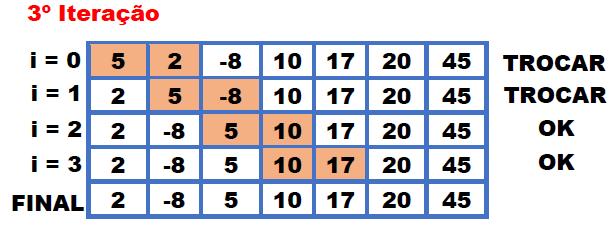 3º Iteração
i = 0 5 2 -8 10 17 20 45 TROCAR
i = 1 2 5 -8 10 17 20 45 TROCAR
i = 2 2 -8 5 10 17 20 45 OK
i = 3 2 -8 5 10 17 20 45 OK
FINAL 2 -8 5 10 17 20 45